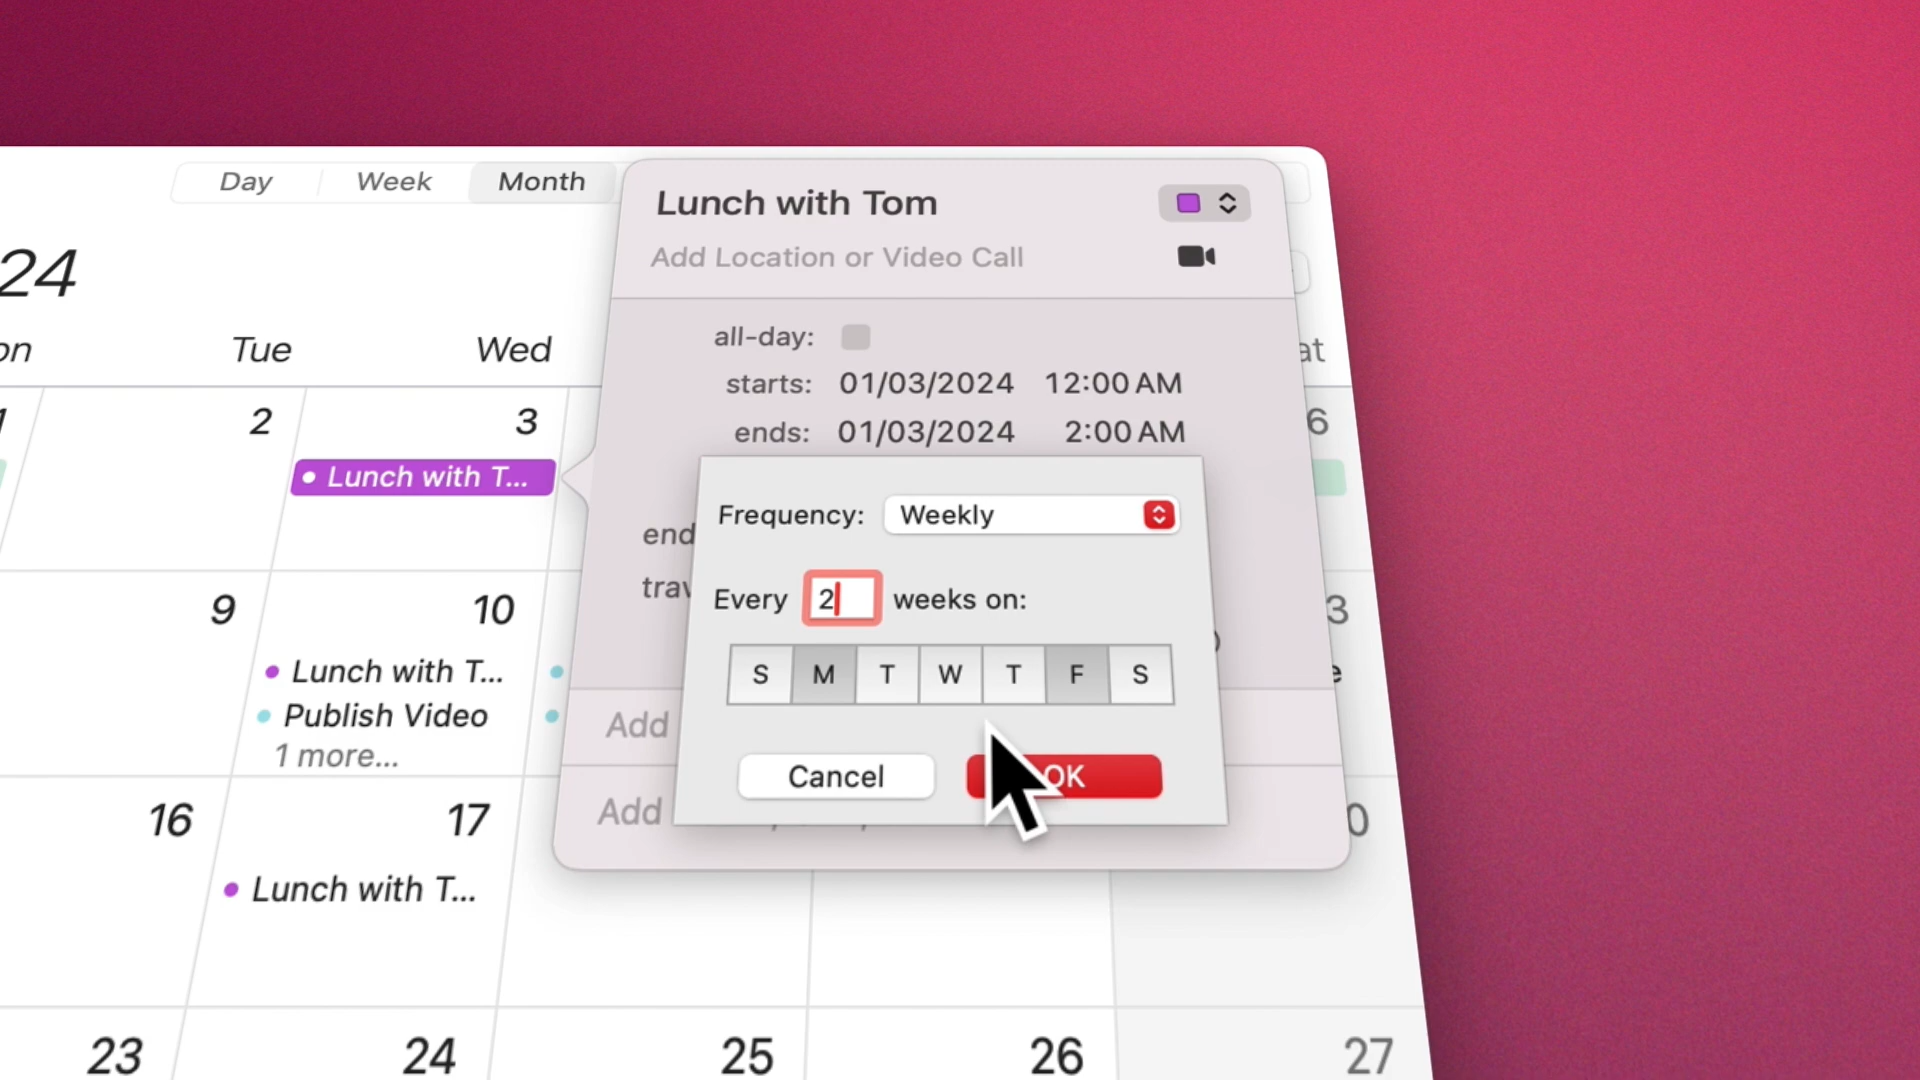 Day Week Month
24
on Tue Wed at
1 2 3 6
Lunch with T...
9 10 3
Lunch with T...
Publish Video
1 more...
16 17 0
Lunch with T...
23 24 25 26 27
Lunch with Tom
Add Location or Video Call
all-day:
starts: 01/03/2024 12:00 AM
ends: 01/03/2024 2:00 AM
end
trav
Add
Add
Frequency: Weekly
Every 2 weeks on:
S M T W T F S
Cancel OK